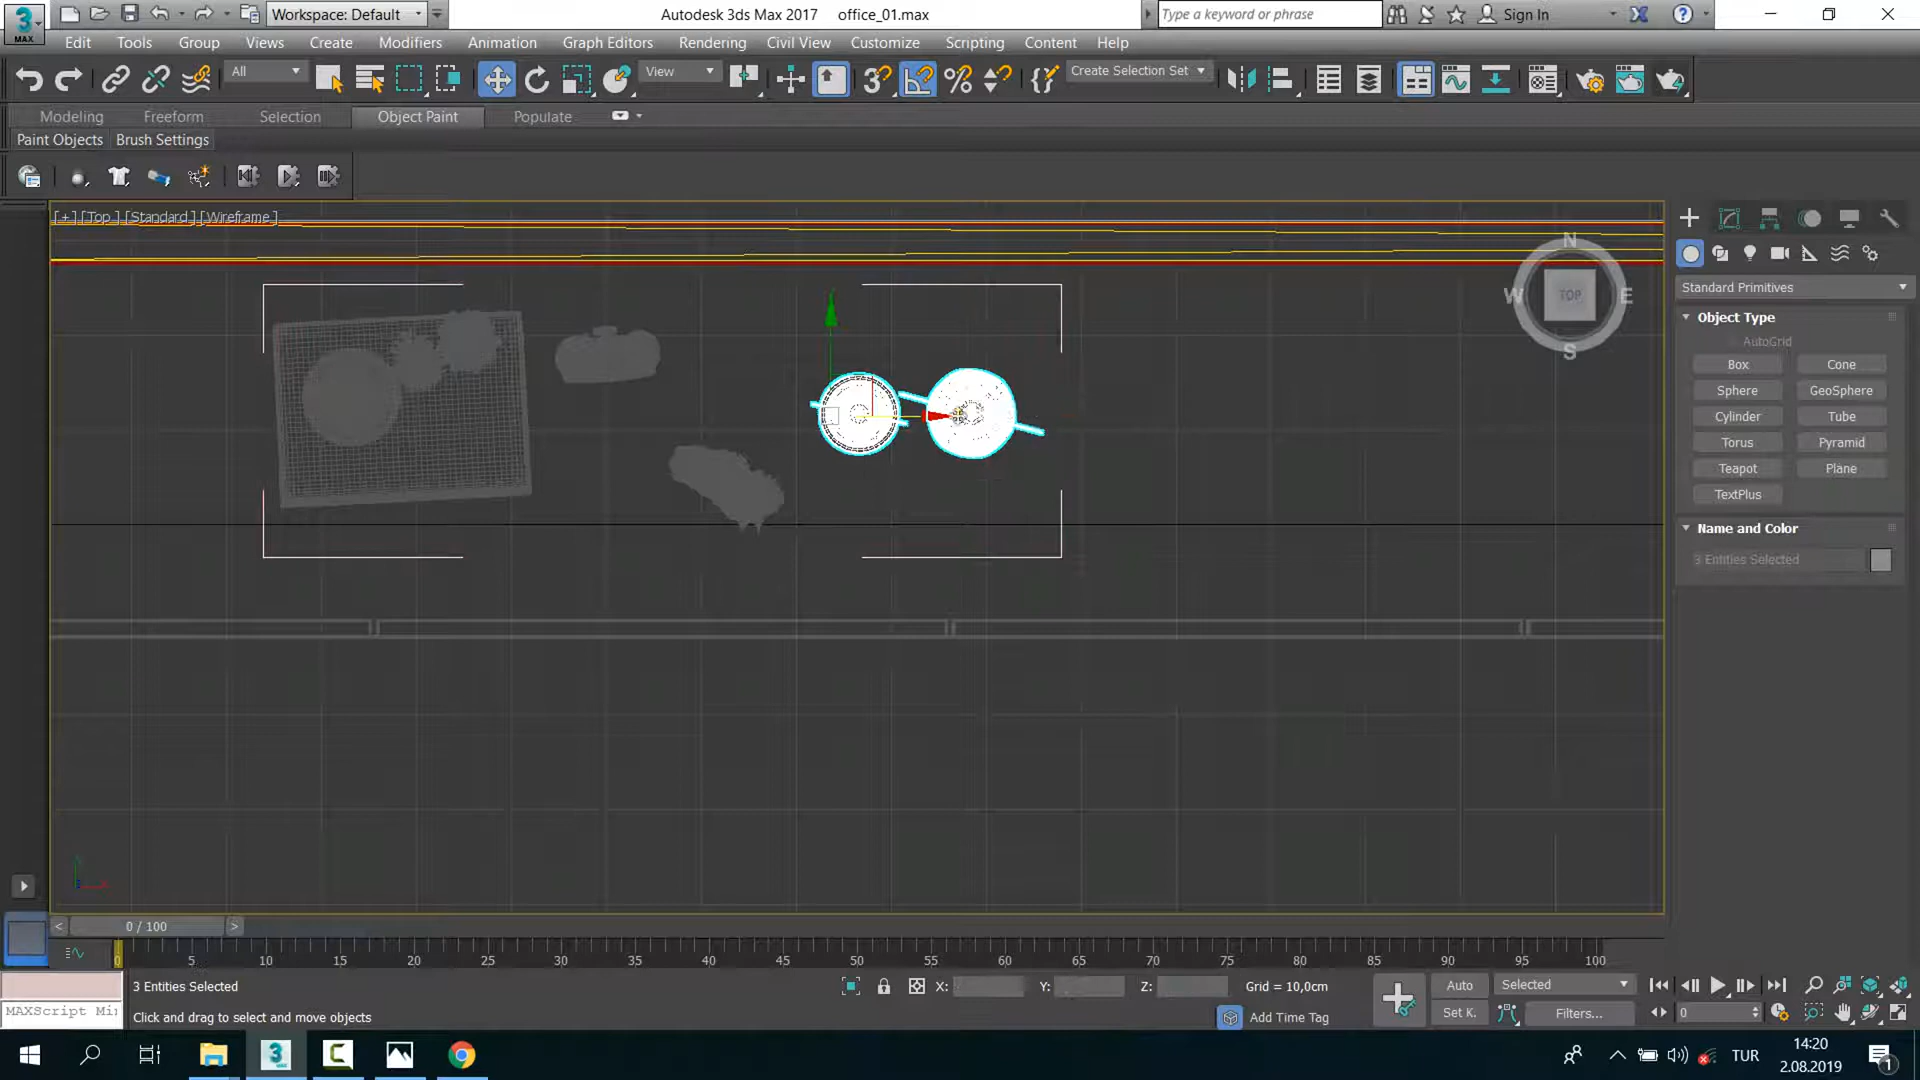 Workspace: Default
Autodesk 3ds Max 2017 office_01.max
Type a keyword or phrase
Sign In
MAX
Edit Tools Group Views Create Modifiers Animation Graph Editors Rendering Civil View Customize Scripting Content Help
All
View
Create Selection Set
Modeling Freeform Selection Object Paint Populate
Paint Objects Brush Settings
[+] [Top ] [Standard ] [Wireframe ]
N
W TOP E
S
Standard Primitives
Object Type
AutoGrid
Box Cone
Sphere GeoSphere
Cylinder Tube
Torus Pyramid
Teapot Plane
TextPlus
Name and Color
3 Entities Selected
< 0 / 100 >
0 5 10 15 20 25 30 35 40 45 50 55 60 65 70 75 80 85 90 95 100
3 Entities Selected
X: Y: Z: Grid = 10,0cm
Auto Selected
MAXScript Mi
Click and drag to select and move objects
Add Time Tag
Set K. Filters... 0
TUR
14:20
2.08.2019
1